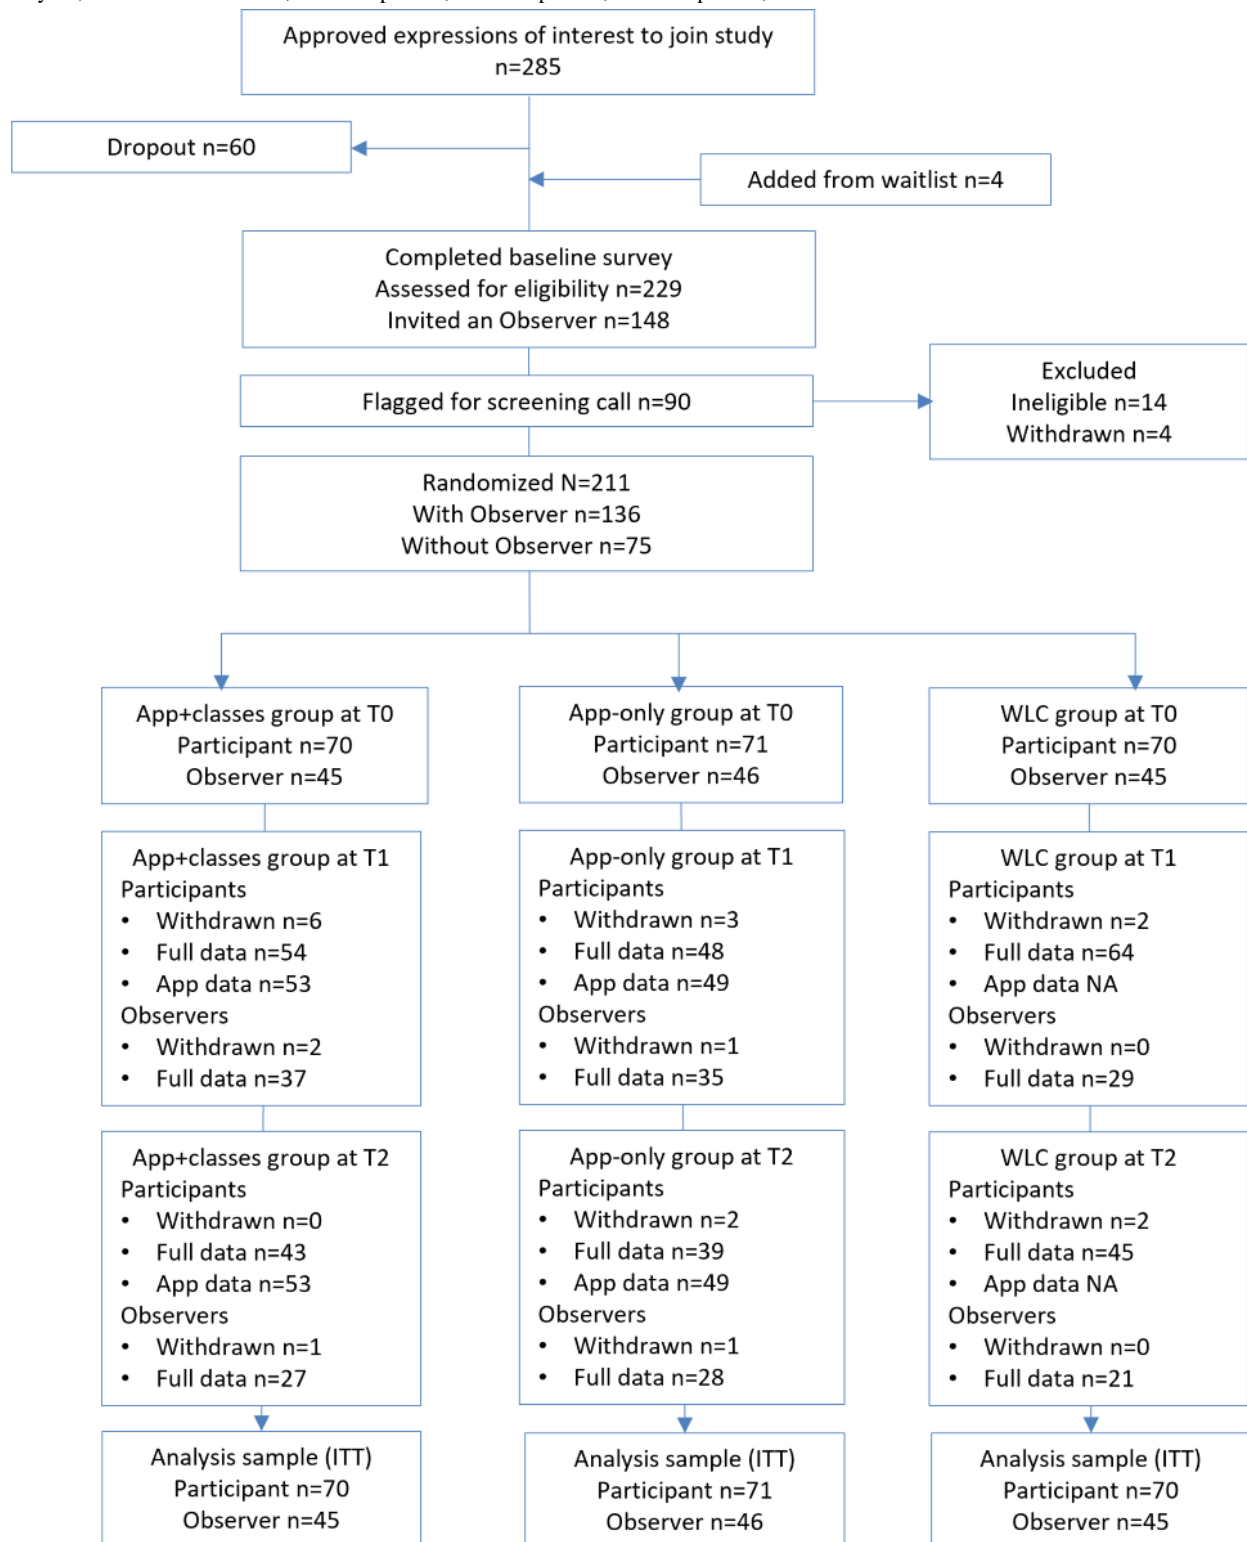 Approved expressions of interest to join study
n=285
Dropout n=60
Added from waitlist n=4
Completed baseline survey
Assessed for eligibility n=229
Invited an Observer n=148
Flagged for screening call n=90
Excluded
Ineligible n=14
Withdrawn n=4
Randomized N=211
With Observer n=136
Without Observer n=75
App+classes group at T0
Participant n=70
Observer n=45
App-only group at T0
Participant n=71
Observer n=46
WLC group at T0
Participant n=70
Observer n=45
App+classes group at T1
Participants
• Withdrawn n=6
• Full data n=54
• App data n=53
Observers
• Withdrawn n=2
• Full data n=37
App-only group at T1
Participants
• Withdrawn n=3
• Full data n=48
• App data n=49
Observers
• Withdrawn n=1
• Full data n=35
WLC group at T1
Participants
• Withdrawn n=2
• Full data n=64
• App data NA
Observers
• Withdrawn n=0
• Full data n=29
App+classes group at T2
Participants
• Withdrawn n=0
• Full data n=43
• App data n=53
Observers
• Withdrawn n=1
• Full data n=27
App-only group at T2
Participants
• Withdrawn n=2
• Full data n=39
• App data n=49
Observers
• Withdrawn n=1
• Full data n=28
WLC group at T2
Participants
• Withdrawn n=2
• Full data n=45
• App data NA
Observers
• Withdrawn n=0
• Full data n=21
Analysis sample (ITT)
Participant n=70
Observer n=45
Analysis sample (ITT)
Participant n=71
Observer n=46
Analysis sample (ITT)
Participant n=70
Observer n=45